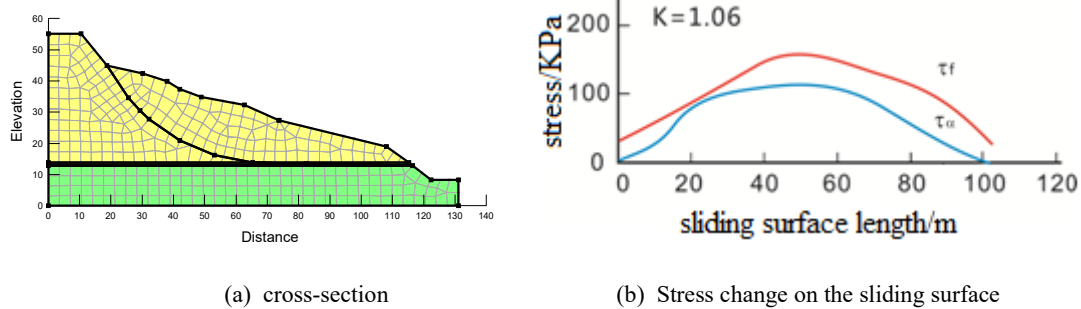 60
50
40
30
20
10
0
Elevation
0 10 20 30 40 50 60 70 80 90 100 110 120 130 140
Distance
(a) cross-section
200
100
0
stress/KPa
K=1.06
τf
τα
0 20 40 60 80 100 120
sliding surface length/m
(b) Stress change on the sliding surface